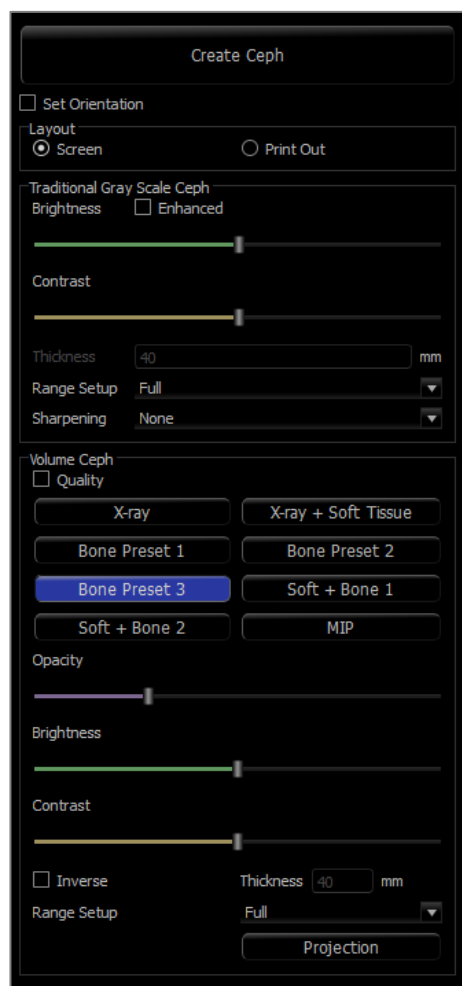 Create Ceph
Set Orientation
Layout
Screen Print Out
Traditional Gray Scale Ceph
Brightness Enhanced
Contrast
Thickness 40 mm
Range Setup Full
Sharpening None
Volume Ceph
Quality
X-ray X-ray + Soft Tissue
Bone Preset 1 Bone Preset 2
Bone Preset 3 Soft + Bone 1
Soft + Bone 2 MIP
Opacity
Brightness
Contrast
Inverse Thickness 40 mm
Range Setup Full
Projection